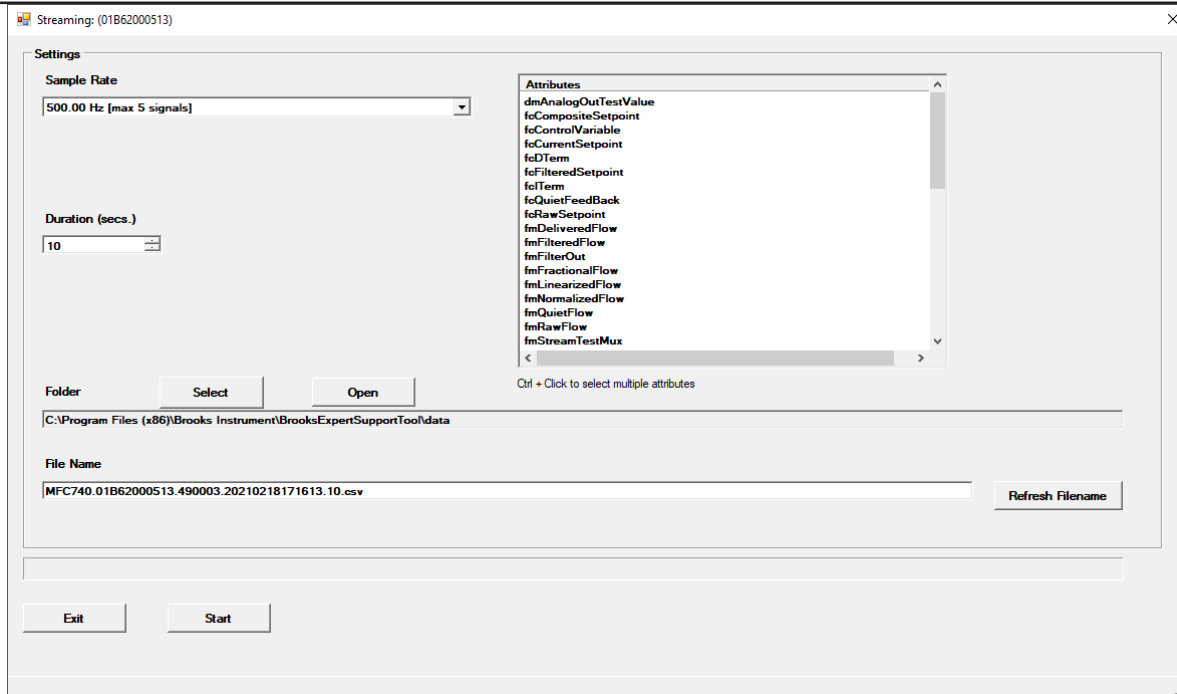 Streaming: (01B62000513)
Settings
Sample Rate
500.00 Hz [max 5 signals]
Duration (secs.)
10
Attributes
dmAnalogOutTestValue
fcCompositeSetpoint
fcControlVariable
fcCurrentSetpoint
fcDTerm
fcFilteredSetpoint
fcITerm
fcQuietFeedBack
fcRawSetpoint
fmDeliveredFlow
fmFilteredFlow
fmFilterOut
fmFractionalFlow
fmLinearizedFlow
fmNormalizedFlow
fmQuietFlow
fmRawFlow
fmStreamTestMux
Ctrl + Click to select multiple attributes
Folder
Select
Open
C:\Program Files (x86)\Brooks Instrument\BrooksExpertSupportTool\data
File Name
MFC740.01B62000513.490003.20210218171613.10.csv
Refresh Filename
Exit
Start